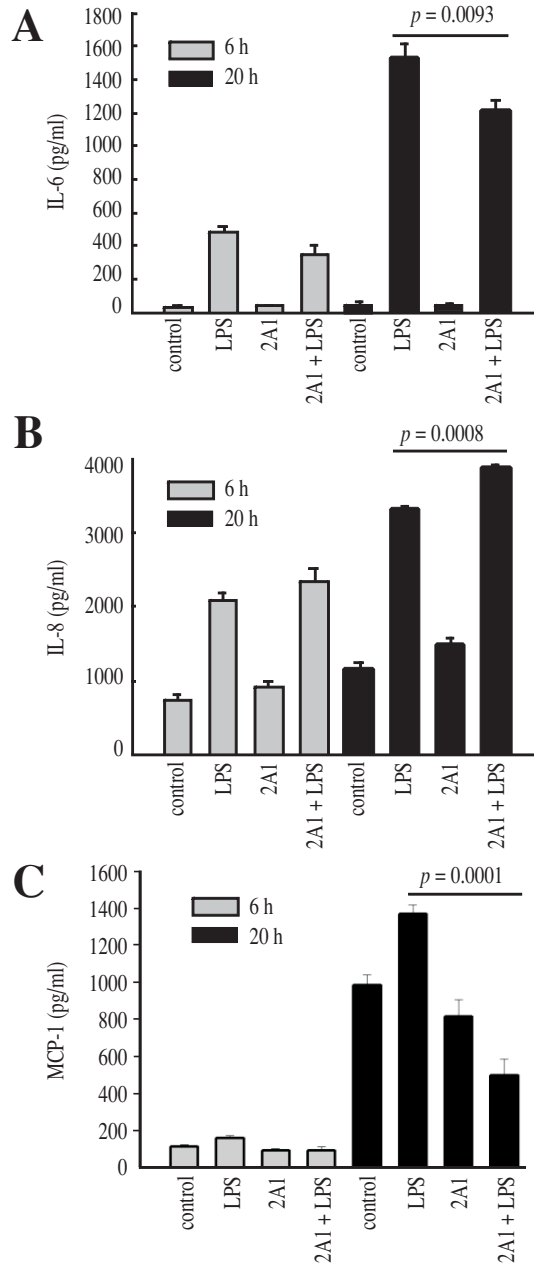 A
p = 0.0093
1800
1600
1400
1200
1000
800
600
400
200
0
IL-6 (pg/ml)
6 h
20 h
control
LPS
2A1
2A1 + LPS
control
LPS
2A1
2A1 + LPS
B
p = 0.0008
4000
3000
2000
1000
0
IL-8 (pg/ml)
6 h
20 h
control
LPS
2A1
2A1 + LPS
control
LPS
2A1
2A1 + LPS
C
p = 0.0001
1600
1400
1200
1000
800
600
400
200
0
MCP-1 (pg/ml)
6 h
20 h
control
LPS
2A1
2A1 + LPS
control
LPS
2A1
2A1 + LPS